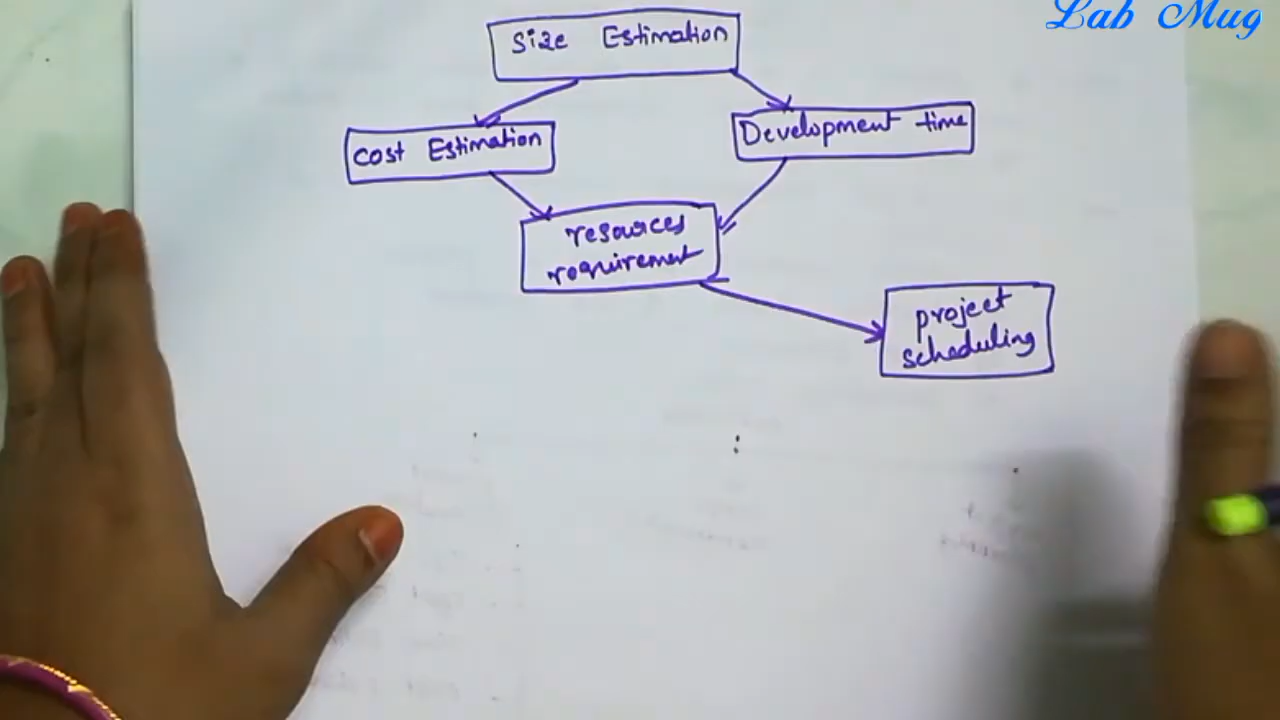 Lab Mug
Size Estimation
Cost Estimation
Development time
resources
requirement
project
scheduling